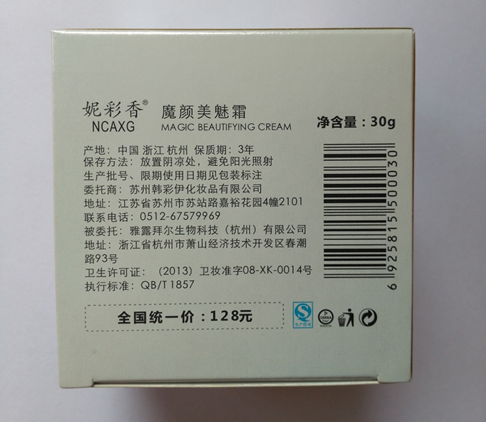 妮彩香®
NCAXG
魔颜美魅霜
MAGIC BEAUTIFYING CREAM
净含量：30g
产地：中国 浙江 杭州  保质期：3年
保存方法：放置阴凉处，避免阳光照射
生产批号、限期使用日期见包装标注
委托商：苏州韩彩伊化妆品有限公司
地址：江苏省苏州市苏站路嘉裕花园4幢2101
联系电话：0512-67579969
被委托：雅露拜尔生物科技（杭州）有限公司
地址：浙江省杭州市萧山经济技术开发区春潮
路93号
卫生许可证：（2013）卫妆准字08-XK-0014号
执行标准：QB/T1857
6925815500030
全国统一价：128元